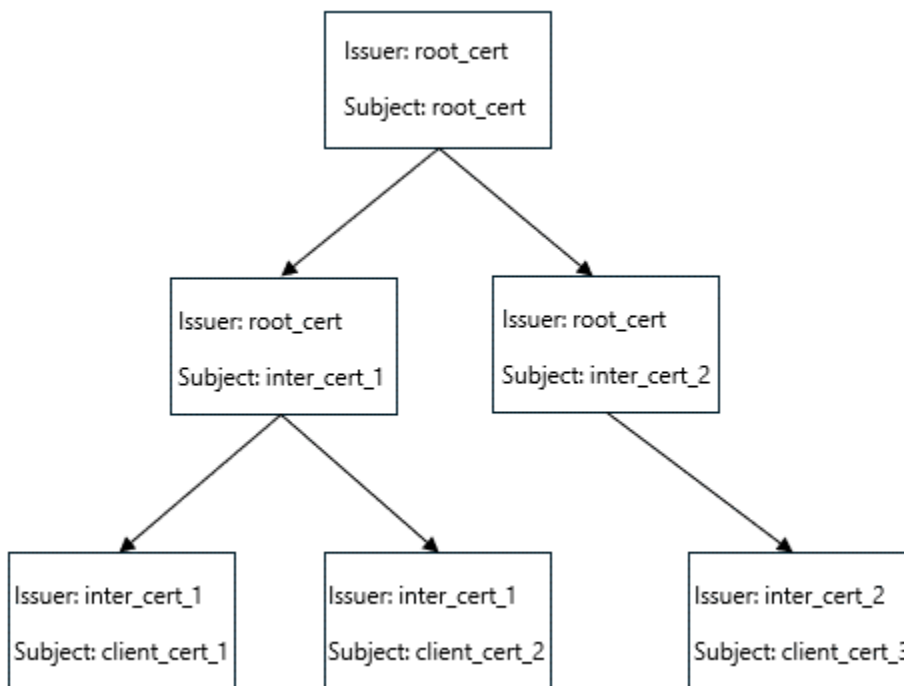 Issuer: root_cert
Subject: root_cert
Issuer: root_cert
Subject: inter_cert_1
Issuer: root_cert
Subject: inter_cert_2
Issuer: inter_cert_1
Subject: client_cert_1
Issuer: inter_cert_1
Subject: client_cert_2
Issuer: inter_cert_2
Subject: client_cert_3